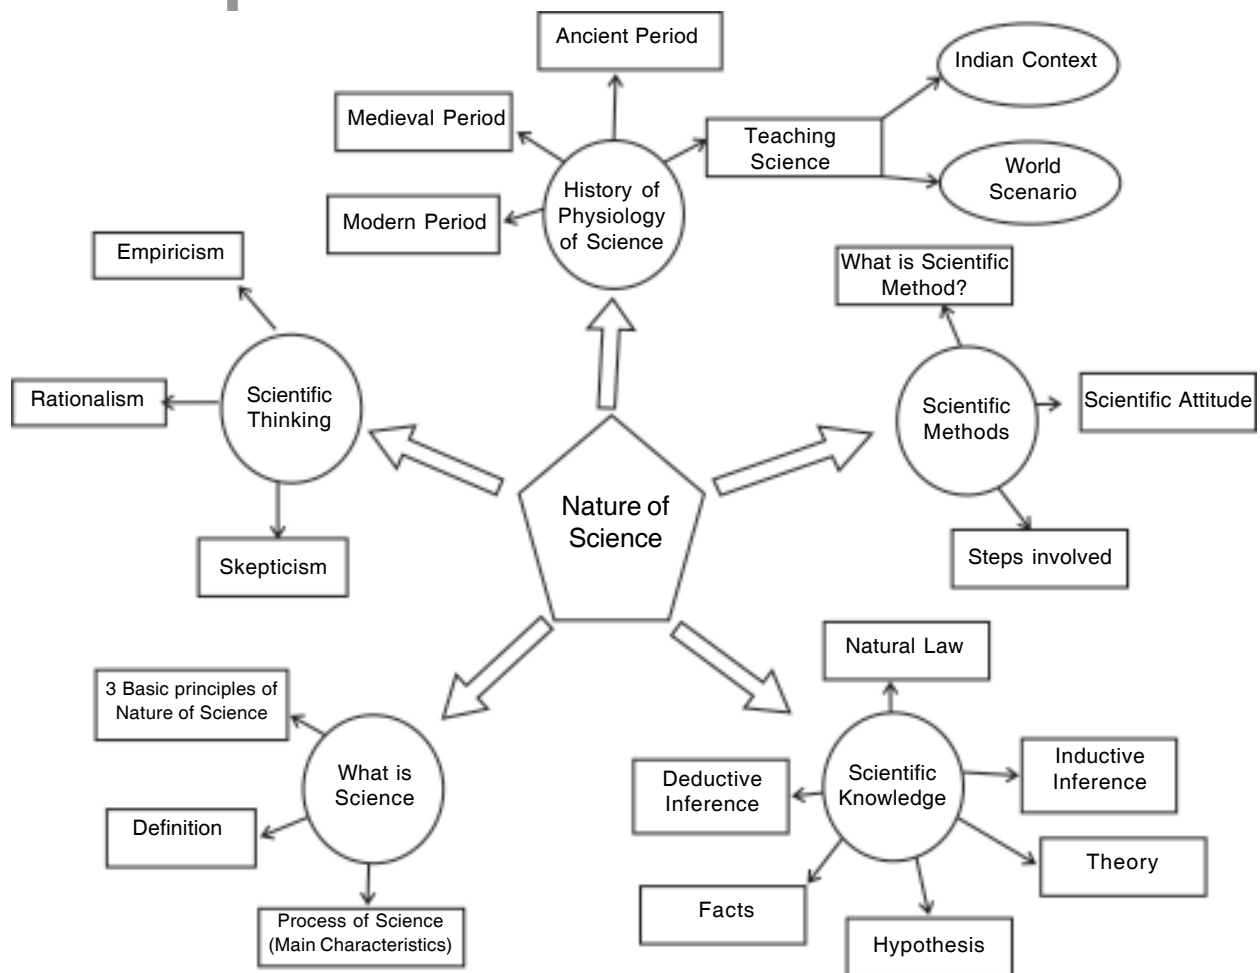 Ancient Period
Indian Context
Medieval Period
Teaching
Science
World
Scenario
History of
Physiology
of Science
Modern Period
Empiricism
What is Scientific
Method?
Rationalism
Scientific
Thinking
Scientific
Methods
Scientific Attitude
Nature of
Science
Skepticism
Steps involved
Natural Law
3 Basic principles of
Nature of Science
What is
Science
Definition
Process of Science
(Main Characteristics)
Deductive
Inference
Scientific
Knowledge
Inductive
Inference
Theory
Facts
Hypothesis